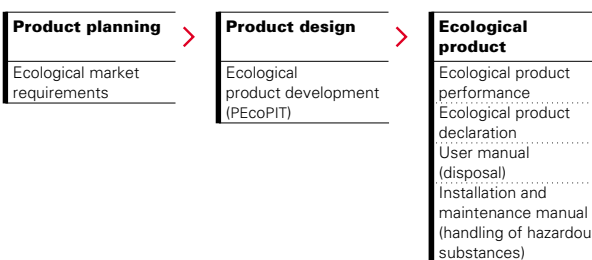 Product planning
Ecological market
requirements
Product design
Ecological
product development
(PEcoPIT)
Ecological
product
Ecological product
performance
Ecological product
declaration
User manual
(disposal)
Installation and
maintenance manual
(handling of hazardou
substances)